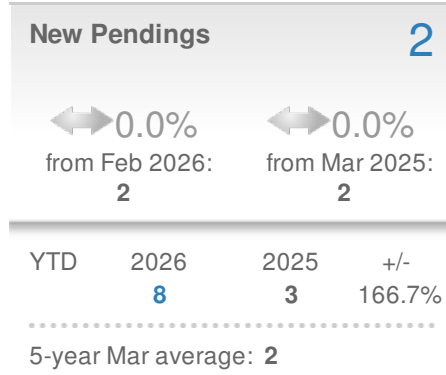 New Pendings 2
0.0% 0.0%
from Feb 2026: from Mar 2025:
2 2
YTD 2026 2025 +/-
8 3 166.7%
5-year Mar average: 2